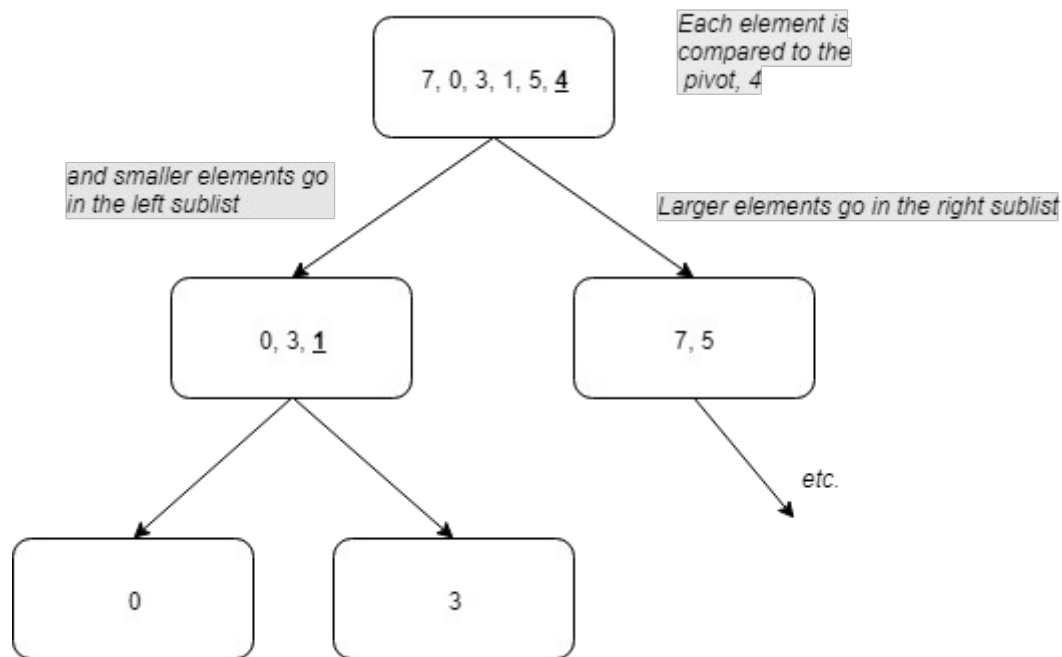 7, 0, 3, 1, 5, 4
Each element is
compared to the
pivot, 4
and smaller elements go
in the left sublist
Larger elements go in the right sublist
0, 3, 1
7, 5
etc.
0
3